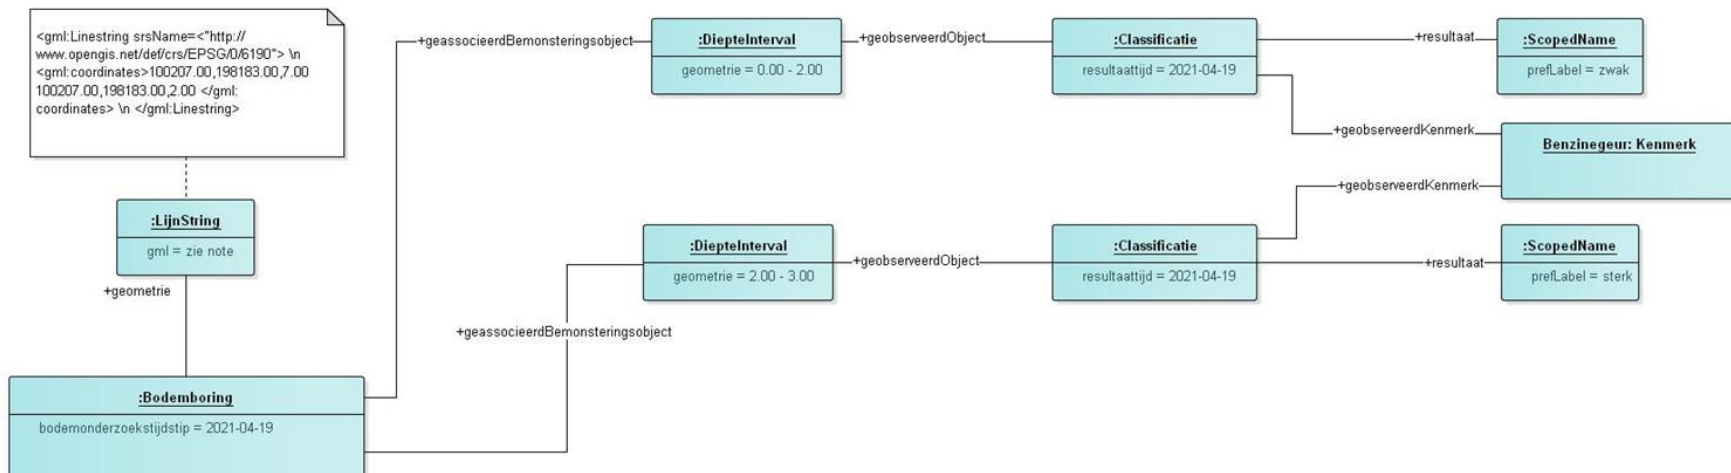 <gml:Linestring srsName=<"http://
www.opengis.net/def/crs/EPSG/0/6190"> \n
<gml:coordinates>100207.00,198183.00,7.00
100207.00,198183.00,2.00 </gml:
coordinates> \n </gml:Linestring>
:LijnString
gml = zie note
+geometrie
:Bodemboring
bodemonderzoekstijdstip = 2021-04-19
+geassocieerdBemonsteringsobject
:DiepteInterval
geometrie = 0.00 - 2.00
+geobserveerdObject
:Classificatie
resultaattijd = 2021-04-19
+resultaat
:ScopedName
prefLabel = zwak
+geobserveerdKenmerk
Benzinegeur: Kenmerk
+geobserveerdKenmerk
+geassocieerdBemonsteringsobject
:DiepteInterval
geometrie = 2.00 - 3.00
+geobserveerdObject
:Classificatie
resultaattijd = 2021-04-19
+resultaat
:ScopedName
prefLabel = sterk